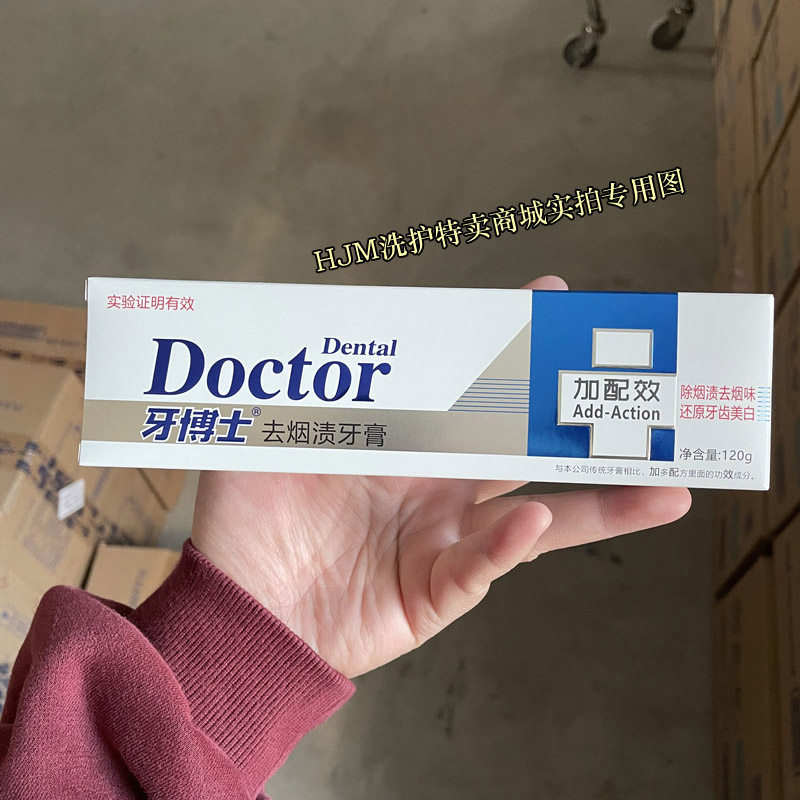 HJM洗护特卖商城实拍专用图
实验证明有效
Dental
Doctor
牙博士® 去烟渍牙膏
加配效
Add-Action
除烟渍去烟味
还原牙齿美白
净含量:120g
与本公司传统牙膏相比、加多配方里面的功效成分。